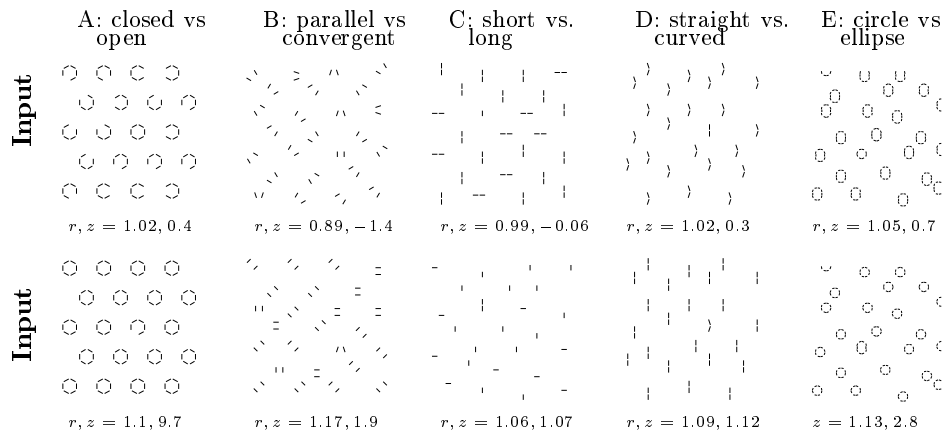 A: closed vs
open
B: parallel vs
convergent
C: short vs.
long
D: straight vs.
curved
E: circle vs
ellipse
Input
r, z = 1.02, 0.4
r, z = 0.89, −1.4
r, z = 0.99, −0.06
r, z = 1.02, 0.3
r, z = 1.05, 0.7
Input
r, z = 1.1, 9.7
r, z = 1.17, 1.9
r, z = 1.06, 1.07
r, z = 1.09, 1.12
z = 1.13, 2.8